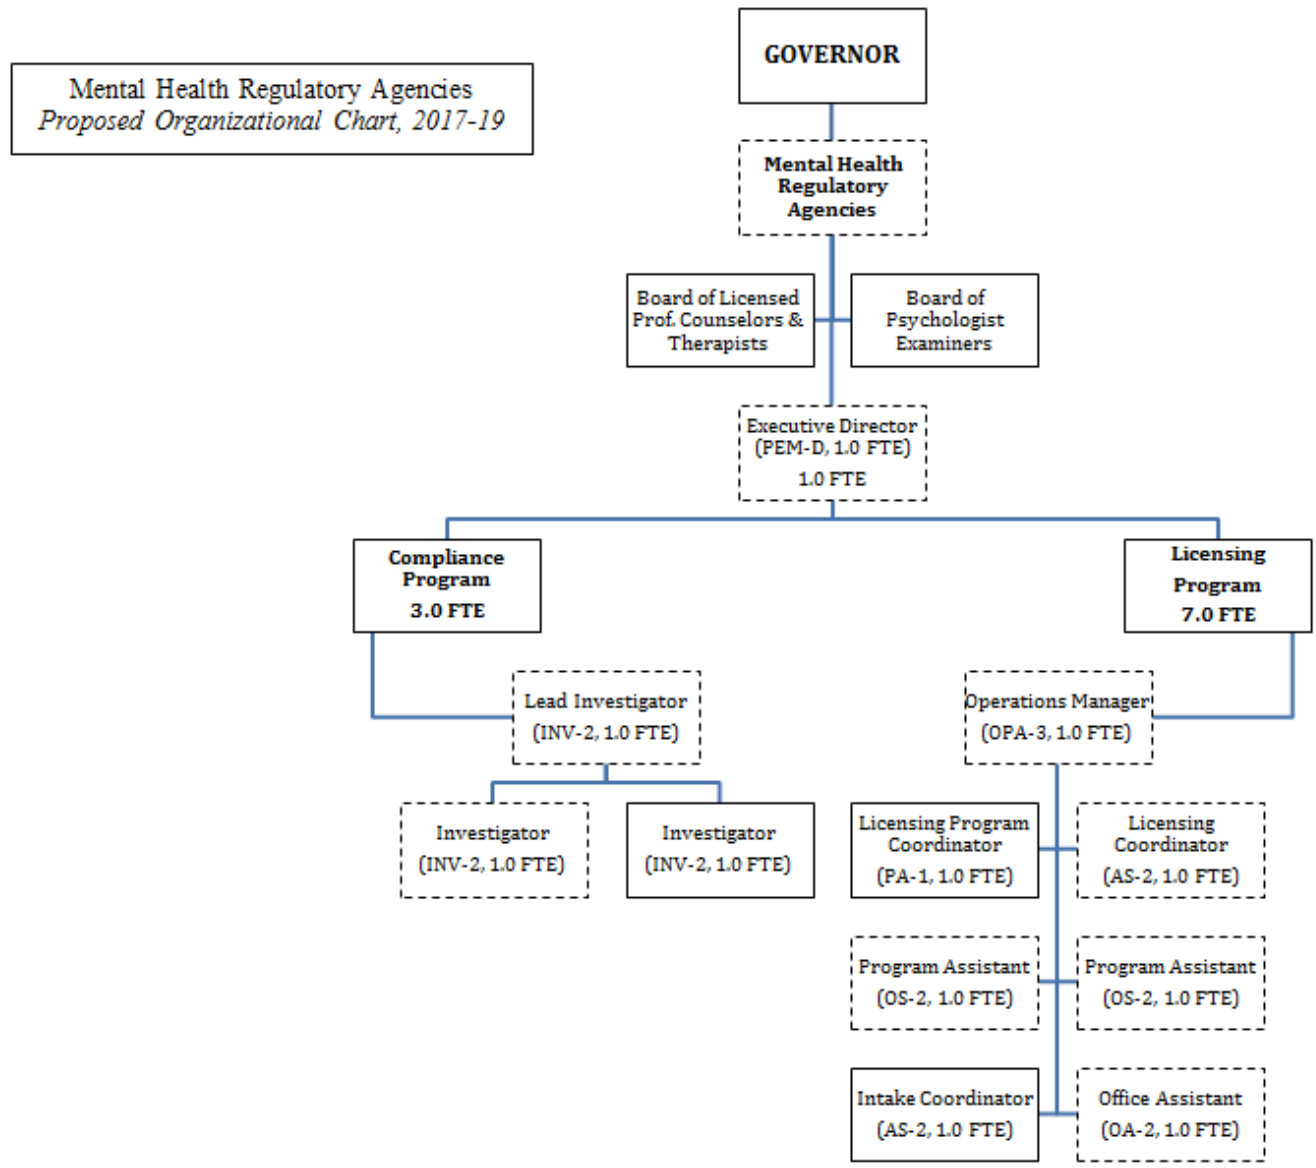 GOVERNOR
Mental Health Regulatory Agencies
Proposed Organizational Chart, 2017-19
Mental Health
Regulatory
Agencies
Board of Licensed
Prof. Counselors &
Therapists
Board of
Psychologist
Examiners
Executive Director
(PEM-D, 1.0 FTE)
1.0 FTE
Compliance
Program
3.0 FTE
Licensing
Program
7.0 FTE
Lead Investigator
(INV-2, 1.0 FTE)
Operations Manager
(OPA-3, 1.0 FTE)
Investigator
(INV-2, 1.0 FTE)
Investigator
(INV-2, 1.0 FTE)
Licensing Program
Coordinator
(PA-1, 1.0 FTE)
Licensing
Coordinator
(AS-2, 1.0 FTE)
Program Assistant
(OS-2, 1.0 FTE)
Program Assistant
(OS-2, 1.0 FTE)
Intake Coordinator
(AS-2, 1.0 FTE)
Office Assistant
(OA-2, 1.0 FTE)